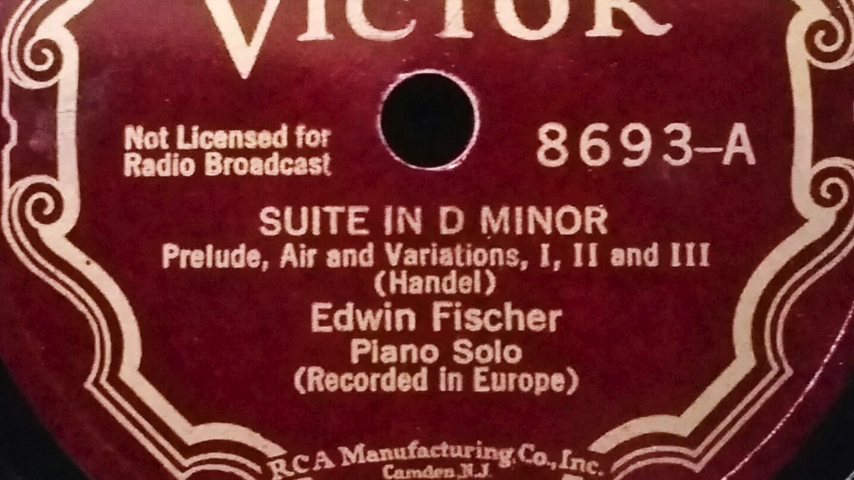 VICTOR
Not Licensed for
Radio Broadcast
8693-A
SUITE IN D MINOR
Prelude, Air and Variations, I, II and III
(Handel)
Edwin Fischer
Piano Solo
(Recorded in Europe)
RCA Manufacturing Co., Inc.
Camden, N.J.